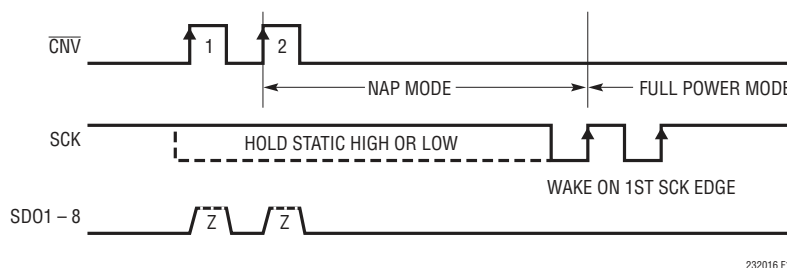 CNV
1
2
NAP MODE
FULL POWER MODE
SCK
HOLD STATIC HIGH OR LOW
WAKE ON 1ST SCK EDGE
SDO1 – 8
Z
Z